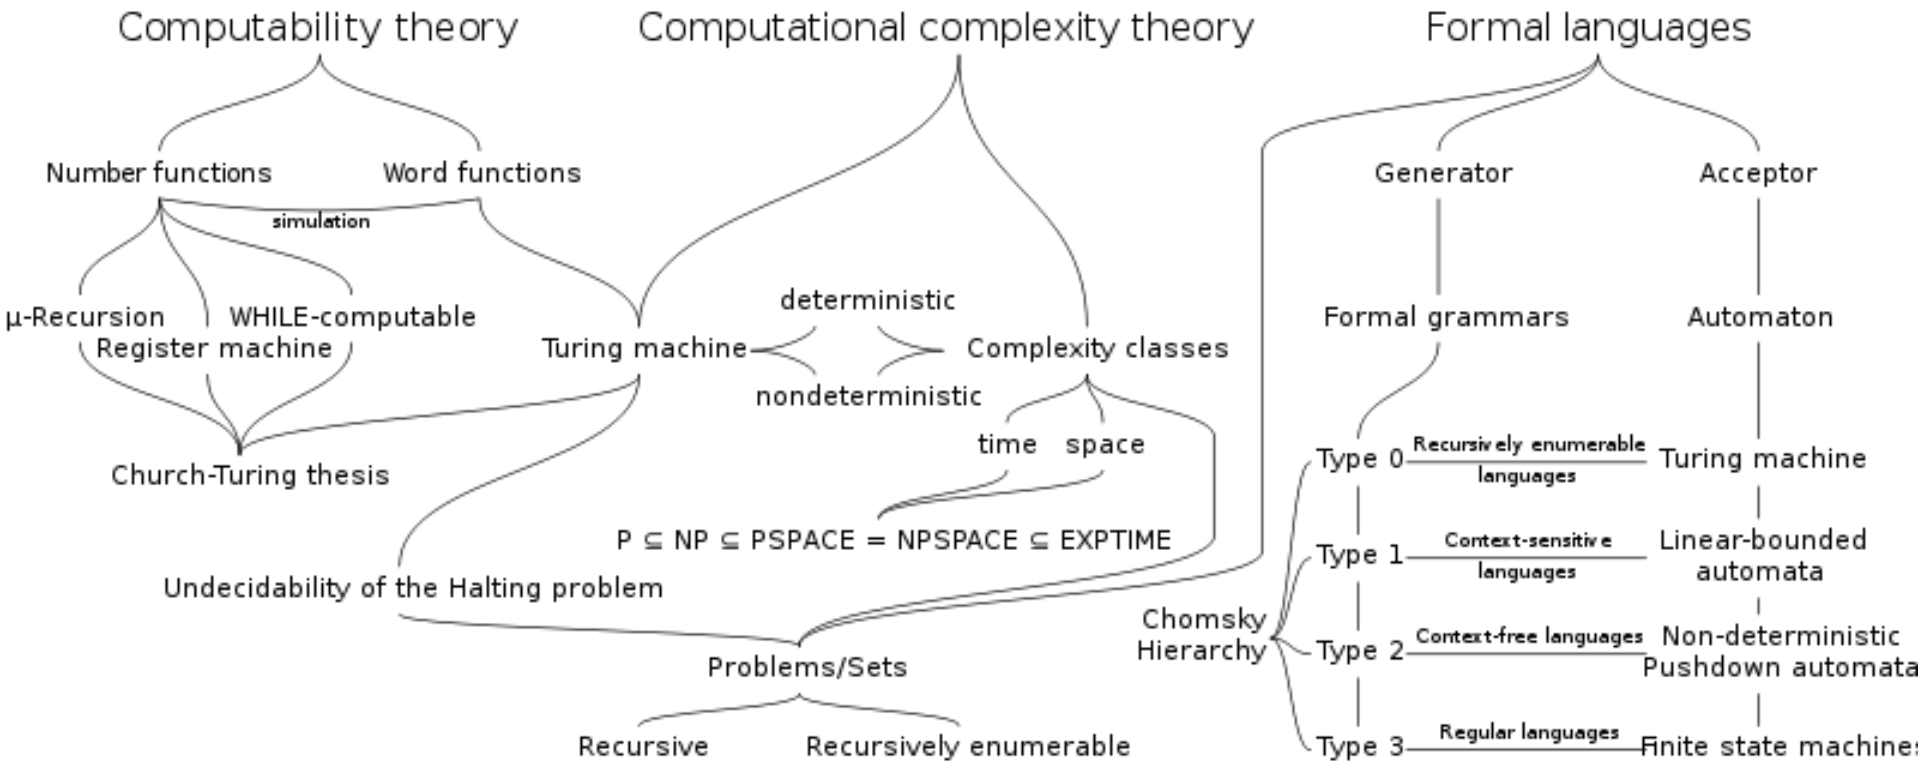 Computability theory
Computational complexity theory
Formal languages
Number functions
Word functions
Generator
Acceptor
simulation
deterministic
μ-Recursion
WHILE-computable
Formal grammars
Automaton
Register machine
Turing machine
Complexity classes
nondeterministic
time
space
Church-Turing thesis
P ⊆ NP ⊆ PSPACE = NPSPACE ⊆ EXPTIME
Undecidability of the Halting problem
Problems/Sets
Recursive
Recursively enumerable
Chomsky
Hierarchy
Type 0
Recursively enumerable
languages
Turing machine
Type 1
Context-sensitive
languages
Linear-bounded
automata
Type 2
Context-free languages
Non-deterministic
Pushdown automata
Type 3
Regular languages
Finite state machines